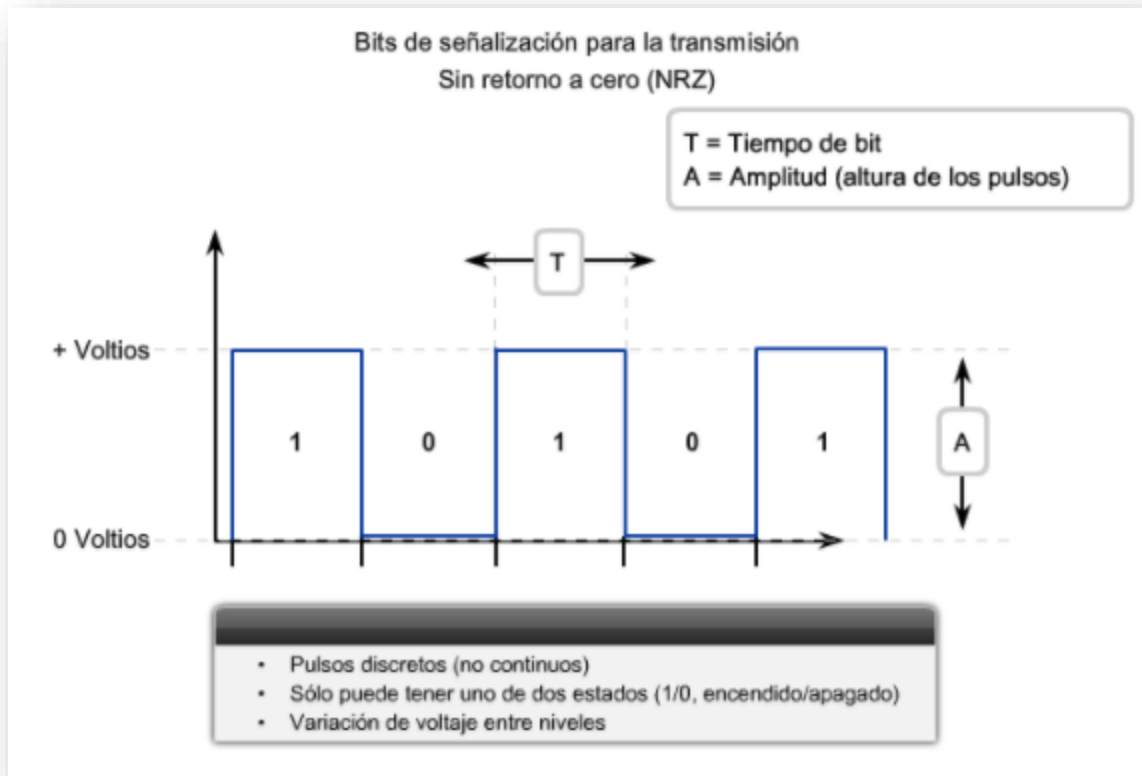 Bits de señalización para la transmisión
Sin retorno a cero (NRZ)
T = Tiempo de bit
A = Amplitud (altura de los pulsos)
T
+ Voltios
1 0 1 0 1
A
0 Voltios
• Pulsos discretos (no continuos)
• Sólo puede tener uno de dos estados (1/0, encendido/apagado)
• Variación de voltaje entre niveles